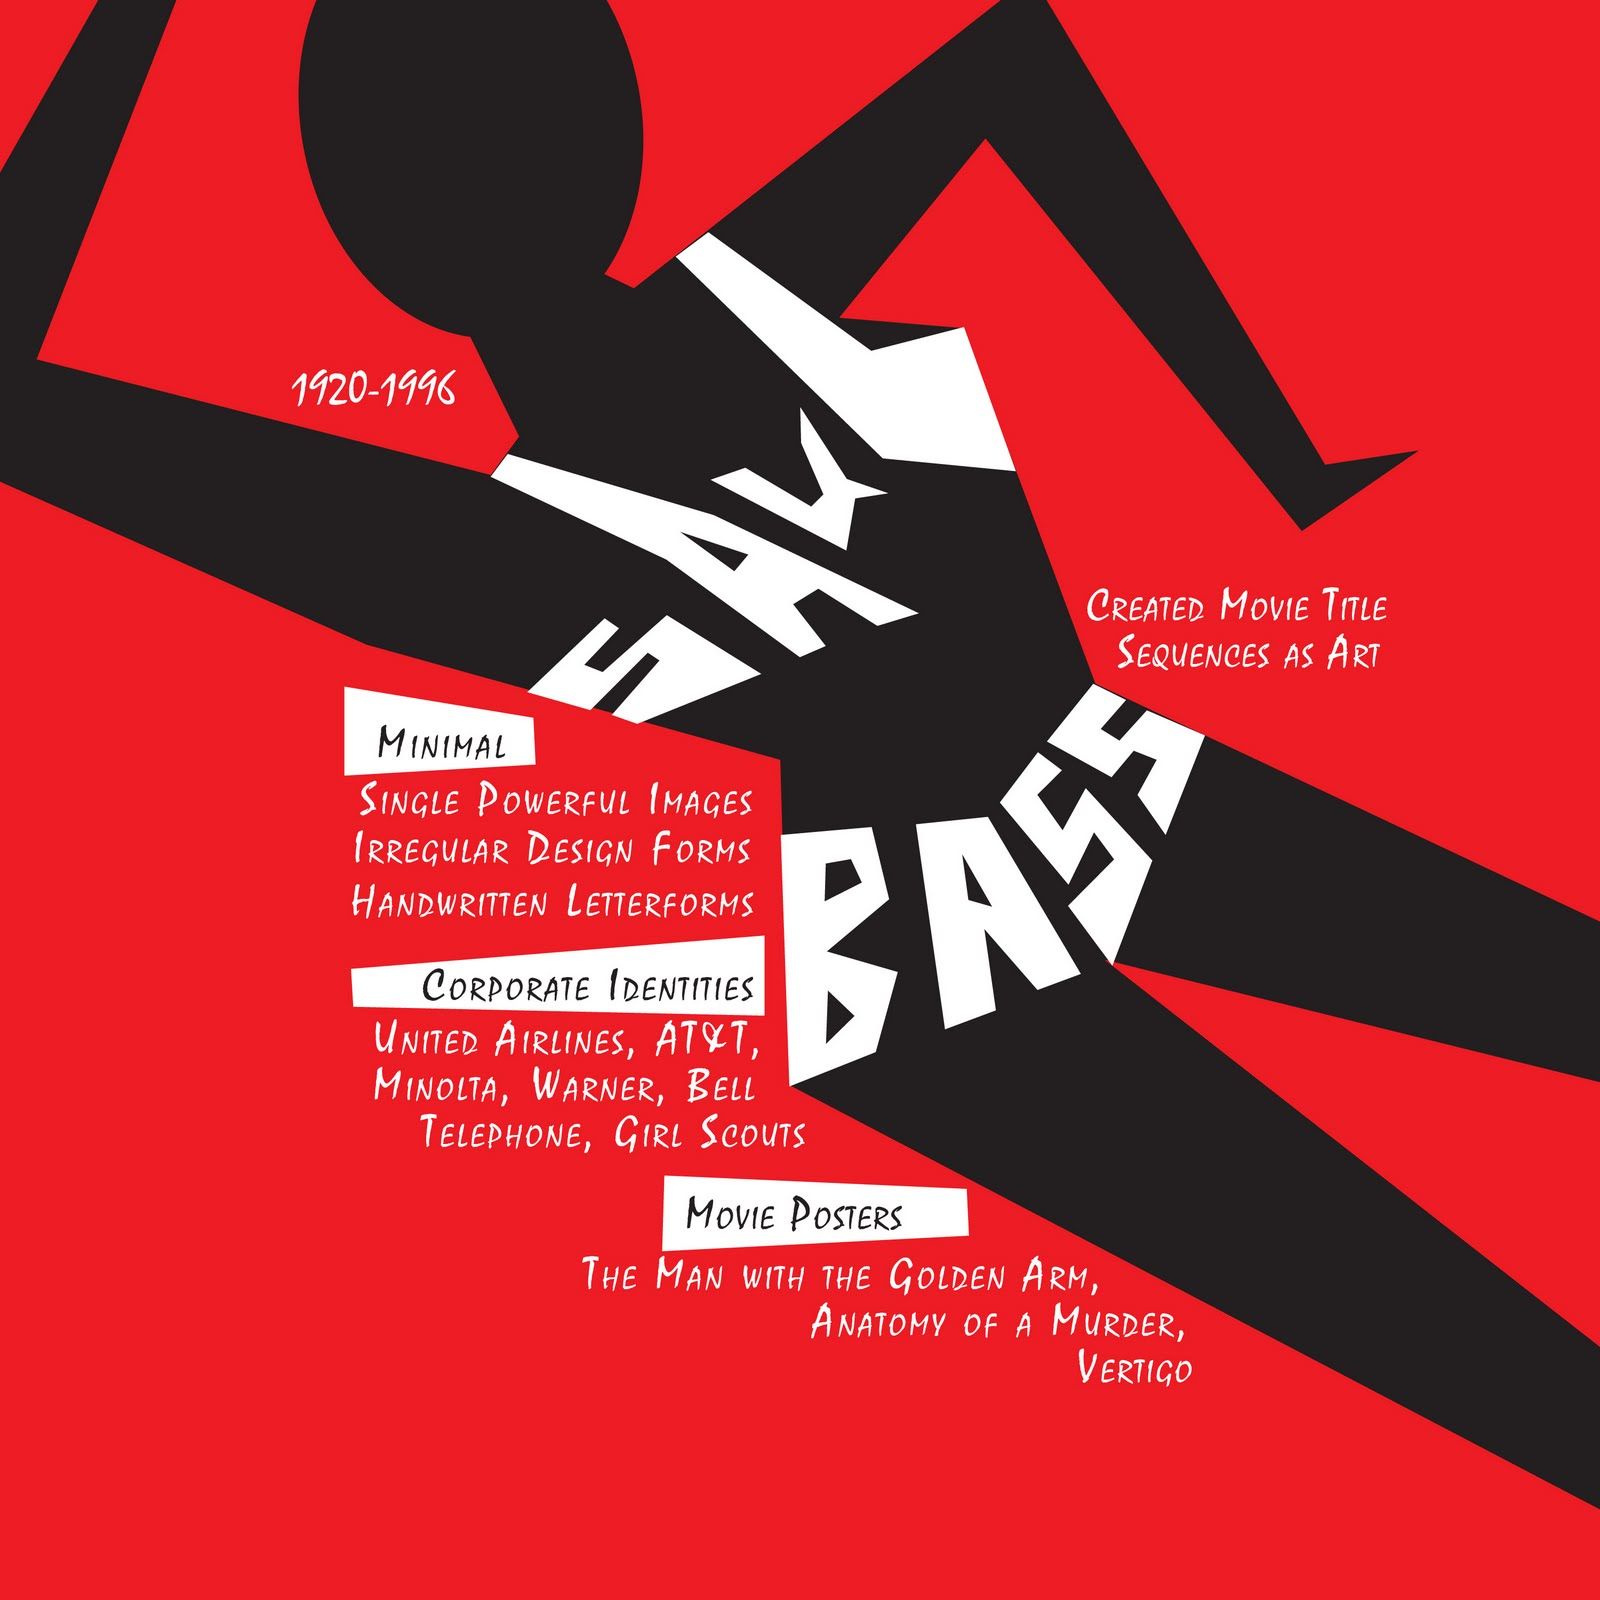 1920-1996
SAUL
Created Movie Title
Sequences as Art
BASS
Minimal
Single Powerful Images
Irregular Design Forms
Handwritten Letterforms
Corporate Identities
United Airlines, AT&T,
Minolta, Warner, Bell
Telephone, Girl Scouts
Movie Posters
The Man with the Golden Arm,
Anatomy of a Murder,
Vertigo